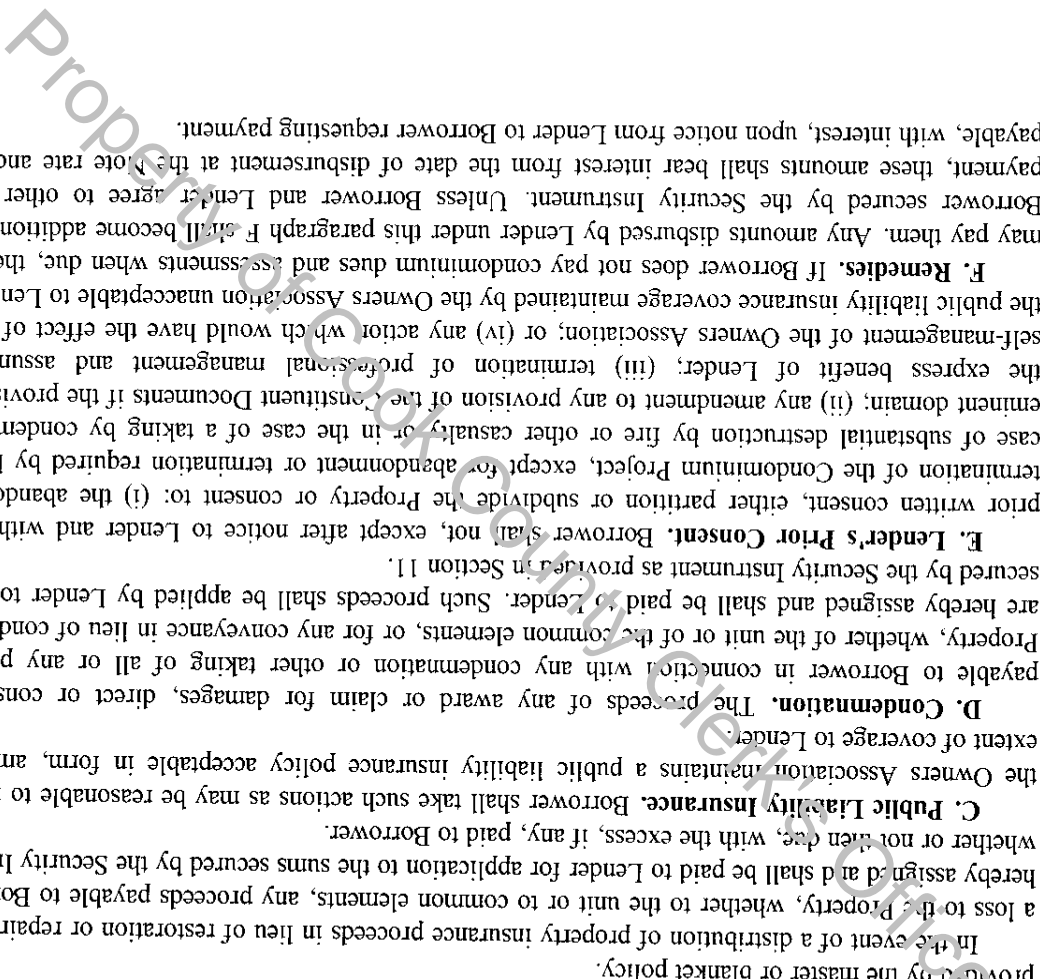 provided by the master or blanket policy.
In the event of a distribution of property insurance proceeds in lieu of restoration or repair
a loss to the Property, whether to the unit or to common elements, any proceeds payable to Bo
hereby assigned and shall be paid to Lender for application to the sums secured by the Security I
whether or not then due, with the excess, if any, paid to Borrower.
C. Public Liability Insurance. Borrower shall take such actions as may be reasonable to
the Owners Association maintains a public liability insurance policy acceptable in form, am
extent of coverage to Lender.
D. Condemnation. The proceeds of any award or claim for damages, direct or cons
payable to Borrower in connection with any condemnation or other taking of all or any p
Property, whether of the unit or of the common elements, or for any conveyance in lieu of cond
are hereby assigned and shall be paid to Lender. Such proceeds shall be applied by Lender to
secured by the Security Instrument as provided in Section 11.
E. Lender's Prior Consent. Borrower shall not, except after notice to Lender and with
prior written consent, either partition or subdivide the Property or consent to: (i) the abando
termination of the Condominium Project, except for abandonment or termination required by l
case of substantial destruction by fire or other casualty or in the case of a taking by condem
eminent domain; (ii) any amendment to any provision of the Constituent Documents if the provi
the express benefit of Lender; (iii) termination of professional management and assum
self-management of the Owners Association; or (iv) any action which would have the effect of
the public liability insurance coverage maintained by the Owners Association unacceptable to Len
F. Remedies. If Borrower does not pay condominium dues and assessments when due, the
may pay them. Any amounts disbursed by Lender under this paragraph F shall become addition
Borrower secured by the Security Instrument. Unless Borrower and Lender agree to other
payment, these amounts shall bear interest from the date of disbursement at the Note rate and
payable, with interest, upon notice from Lender to Borrower requesting payment.
Property of Cook County Clerk's Office